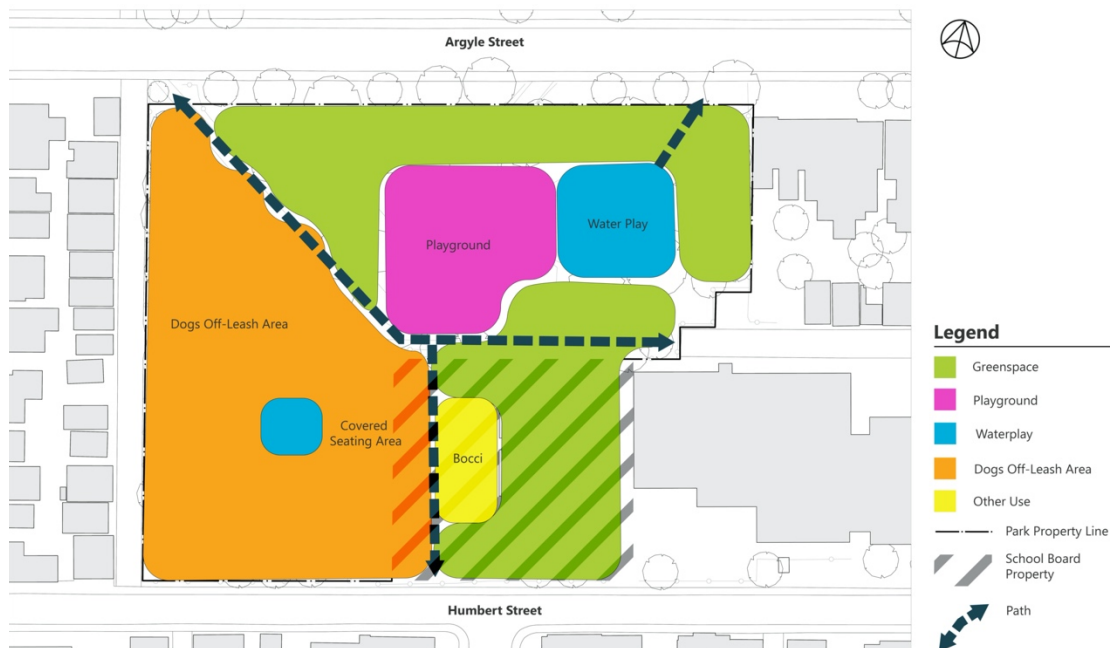 Argyle Street
Playground
Water Play
Dogs Off-Leash Area
Covered
Seating Area
Bocci
Humbert Street
Legend
Greenspace
Playground
Waterplay
Dogs Off-Leash Area
Other Use
Park Property Line
School Board
Property
Path